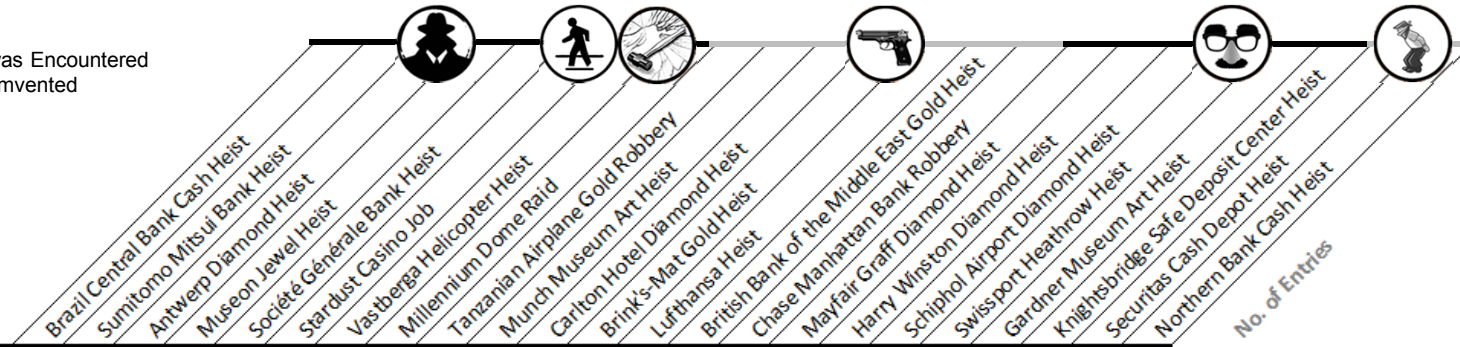 was Encountered
mvented
Brazil Central Bank Cash Heist
Sumitomo Mitsui Bank Heist
Antwerp Diamond Heist
Museon Jewel Heist
Société Générale Bank Heist
Stardust Casino Job
Vastberga Helicopter Heist
Millennium Dome Raid
Tanzanian Airplane Gold Robbery
Munch Museum Art Heist
Carlton Hotel Diamond Heist
Brink's-Mat Gold Heist
Lufthansa Heist
British Bank of the Middle East Gold Heist
Chase Manhattan Bank Robbery
Mayfair Graff Diamond Heist
Harry Winston Diamond Heist
Schiphol Airport Diamond Heist
Swissport Heathrow Heist
Gardner Museum Art Heist
Knightsbridge Safe Deposit Center Heist
Securitas Cash Depot Heist
Northern Bank Cash Heist
No. of Entries